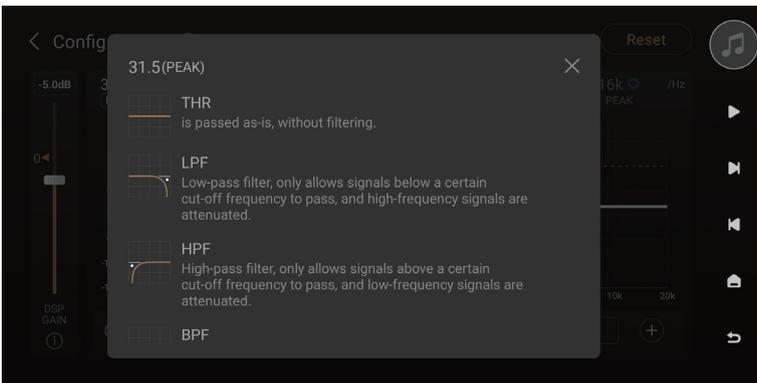 Config
Reset
31.5(PEAK)
-5.0dB
3
16k
/Hz
PEAK
THR
is passed as-is, without filtering.
0
LPF
Low-pass filter, only allows signals below a certain
cut-off frequency to pass, and high-frequency signals are
attenuated.
HPF
High-pass filter, only allows signals above a certain
cut-off frequency to pass, and low-frequency signals are
attenuated.
10k
20k
DSP
GAIN
BPF